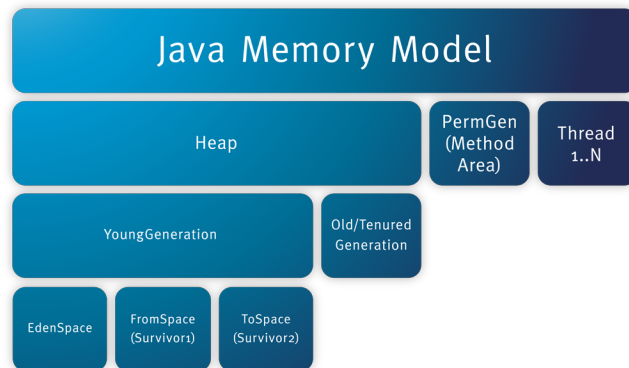 Java Memory Model
Heap
PermGen
(Method
Area)
Thread
1..N
YoungGeneration
Old/Tenured
Generation
EdenSpace
FromSpace
(Survivor1)
ToSpace
(Survivor2)